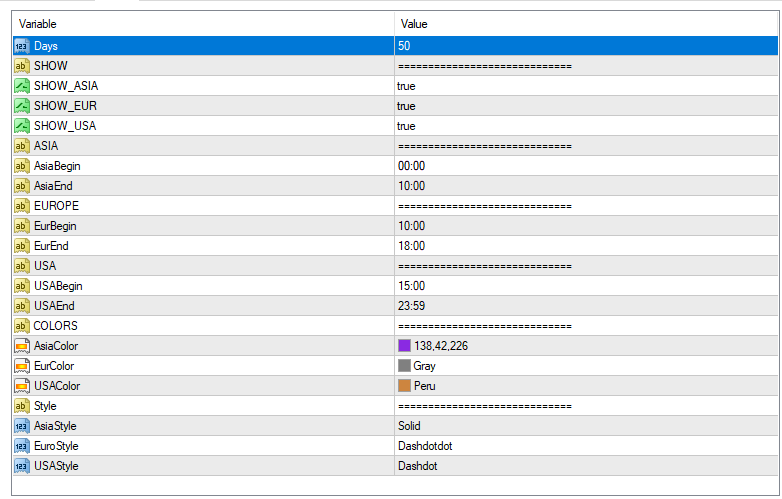 Variable Value
123 Days 50
ab SHOW =============================
SHOW_ASIA true
SHOW_EUR true
SHOW_USA true
ab ASIA =============================
ab AsiaBegin 00:00
ab AsiaEnd 10:00
ab EUROPE =============================
ab EurBegin 10:00
ab EurEnd 18:00
ab USA =============================
ab USABegin 15:00
ab USAEnd 23:59
ab COLORS =============================
AsiaColor 138,42,226
EurColor Gray
USAColor Peru
ab Style =============================
123 AsiaStyle Solid
123 EuroStyle Dashdotdot
123 USAStyle Dashdot